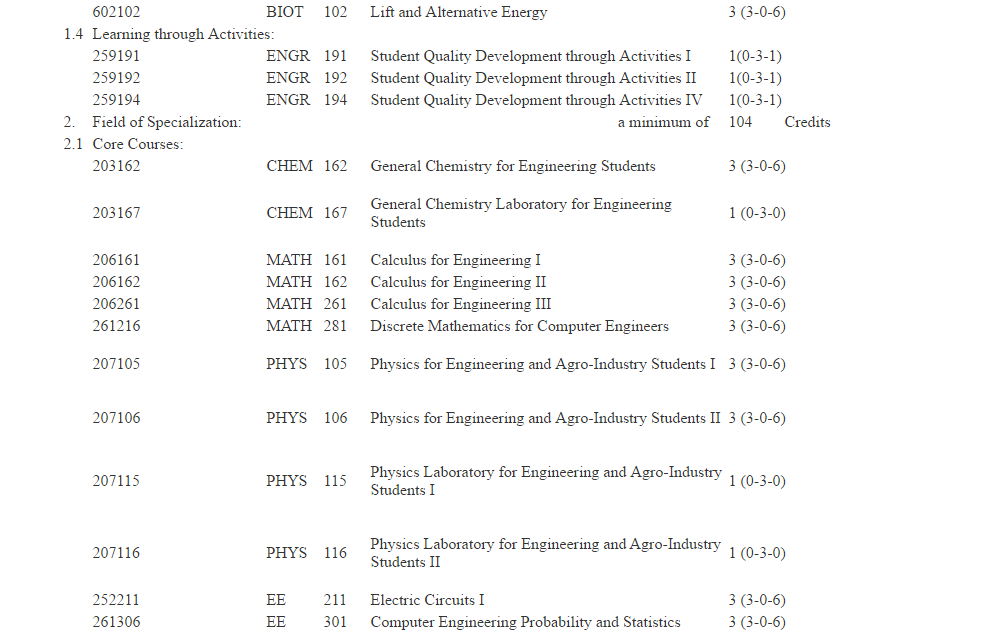 602102 BIOT 102 Lift and Alternative Energy 3 (3-0-6)
1.4 Learning through Activities:
259191 ENGR 191 Student Quality Development through Activities I 1(0-3-1)
259192 ENGR 192 Student Quality Development through Activities II 1(0-3-1)
259194 ENGR 194 Student Quality Development through Activities IV 1(0-3-1)
2. Field of Specialization: a minimum of 104 Credits
2.1 Core Courses:
203162 CHEM 162 General Chemistry for Engineering Students 3 (3-0-6)
203167 CHEM 167 General Chemistry Laboratory for Engineering
Students 1 (0-3-0)
206161 MATH 161 Calculus for Engineering I 3 (3-0-6)
206162 MATH 162 Calculus for Engineering II 3 (3-0-6)
206261 MATH 261 Calculus for Engineering III 3 (3-0-6)
261216 MATH 281 Discrete Mathematics for Computer Engineers 3 (3-0-6)
207105 PHYS 105 Physics for Engineering and Agro-Industry Students I 3 (3-0-6)
207106 PHYS 106 Physics for Engineering and Agro-Industry Students II 3 (3-0-6)
207115 PHYS 115 Physics Laboratory for Engineering and Agro-Industry
Students I 1 (0-3-0)
207116 PHYS 116 Physics Laboratory for Engineering and Agro-Industry
Students II 1 (0-3-0)
252211 EE 211 Electric Circuits I 3 (3-0-6)
261306 EE 301 Computer Engineering Probability and Statistics 3 (3-0-6)